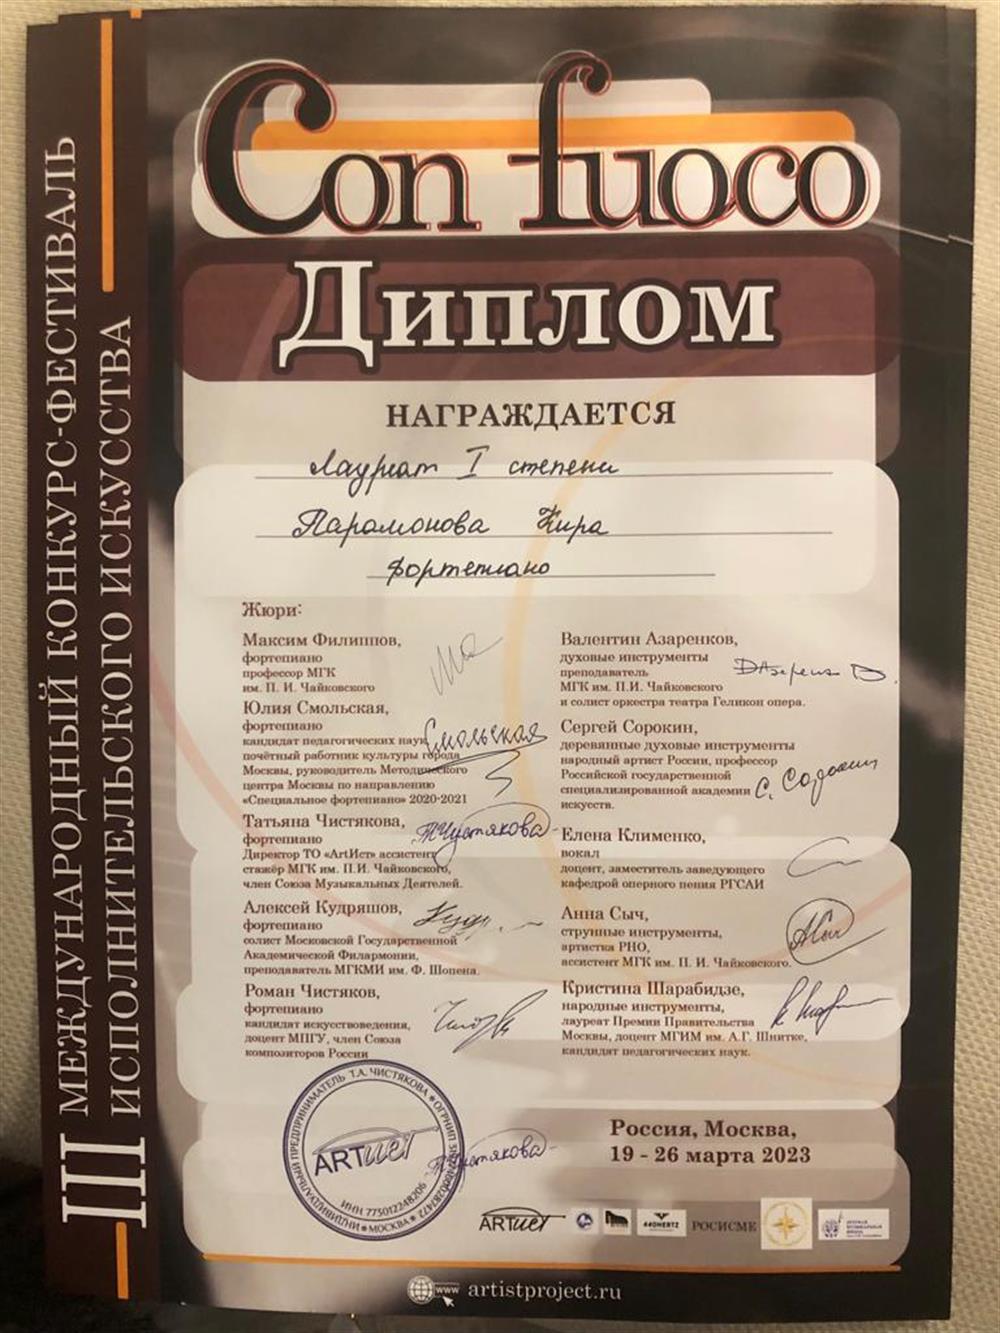 III МЕЖДУНАРОДНЫЙ КОНКУРС-ФЕСТИВАЛЬ
ИСПОЛНИТЕЛЬСКОГО ИСКУССТВА
Con fuoco
Диплом
НАГРАЖДАЕТСЯ
Лауреат I степени
Парамонова Кира
фортепиано
Жюри:
Максим Филиппов,
фортепиано
профессор МГК
им. П. И. Чайковского
Юлия Смольская,
фортепиано
кандидат педагогических наук,
почётный работник культуры города
Москвы, руководитель Методического
центра Москвы по направлению
«Специальное фортепиано» 2020-2021
Смольская
Татьяна Чистякова,
фортепиано
Директор ТО «ArtИст» ассистент
стажёр МГК им. П.И. Чайковского,
член Союза Музыкальных Деятелей.
ТЧистякова
Алексей Кудряшов,
фортепиано
солист Московской Государственной
Академической Филармонии,
преподаватель МГКМИ им. Ф. Шопена.
Роман Чистяков,
фортепиано
кандидат искусствоведения,
доцент МПГУ, член Союза
композиторов России
Валентин Азаренков,
духовые инструменты
преподаватель
МГК им. П.И. Чайковского
и солист оркестра театра Геликон опера.
Сергей Сорокин,
деревянные духовые инструменты
народный артист России, профессор
Российской государственной
специализированной академии
искусств.
С. Сорокин
Елена Клименко,
вокал
доцент, заместитель заведующего
кафедрой оперного пения РГСАИ
Анна Сыч,
струнные инструменты,
артистка РНО,
ассистент МГК им. П. И. Чайковского.
Кристина Шарабидзе,
народные инструменты,
лауреат Премии Правительства
Москвы, доцент МГИМ им. А.Г. Шнитке,
кандидат педагогических наук.
ИНДИВИДУАЛЬНЫЙ ПРЕДПРИНИМАТЕЛЬ Т.А. ЧИСТЯКОВА * ОГРНИП
ИНН 775012248206
* МОСКВА *
ARTИСТ
ТЧистякова
Россия, Москва,
19 - 26 марта 2023
ARTИСТ
440HERTZ
РОСИСМЕ
www
artistproject.ru